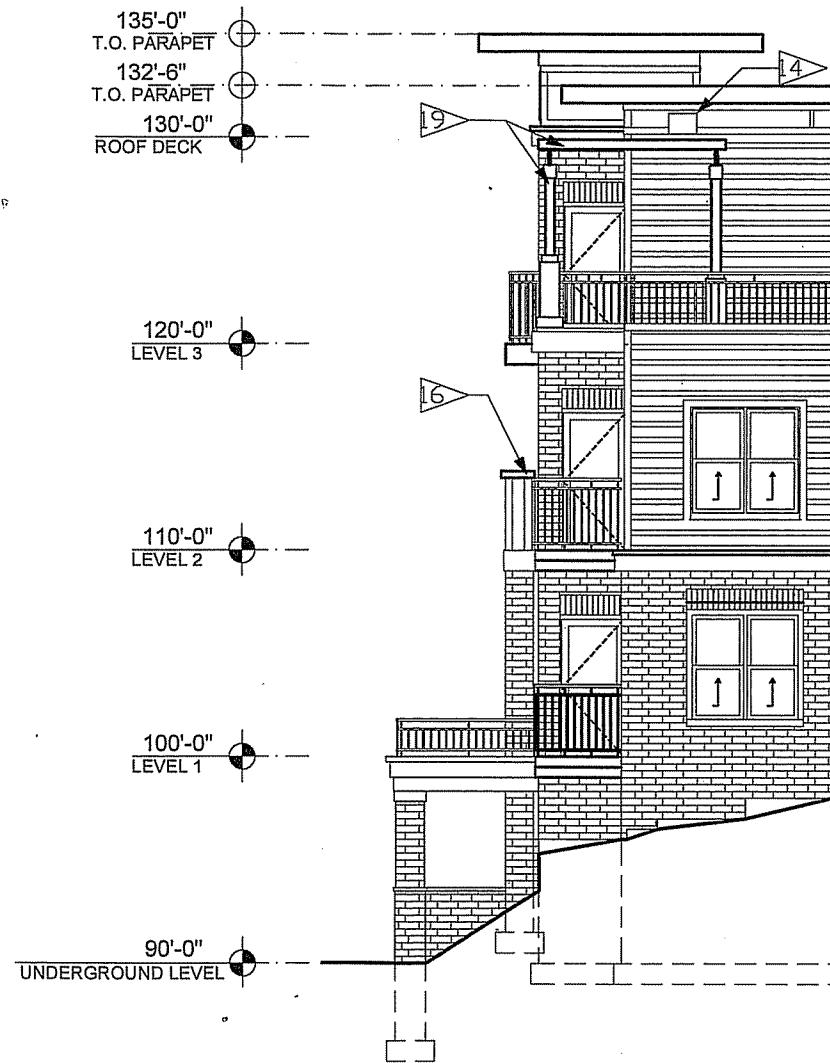 135'-0"
T.O. PARAPET
132'-6"
T.O. PARAPET
14
130'-0"
ROOF DECK
19
120'-0"
LEVEL 3
16
110'-0"
LEVEL 2
100'-0"
LEVEL 1
90'-0"
UNDERGROUND LEVEL